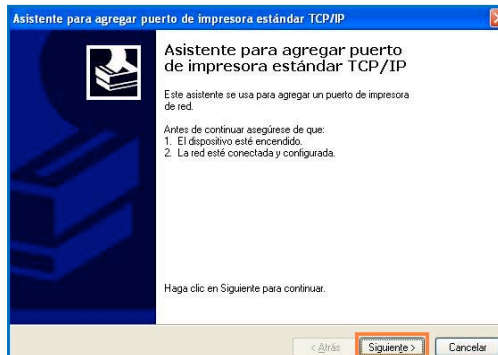 Asistente para agregar puerto de impresora estándar TCP/IP
Asistente para agregar puerto
de impresora estándar TCP/IP
Este asistente se usa para agregar un puerto de impresora
de red.
Antes de continuar asegúrese de que:
1. El dispositivo esté encendido.
2. La red esté conectada y configurada.
Haga clic en Siguiente para continuar.
< Atrás
Siguiente >
Cancelar